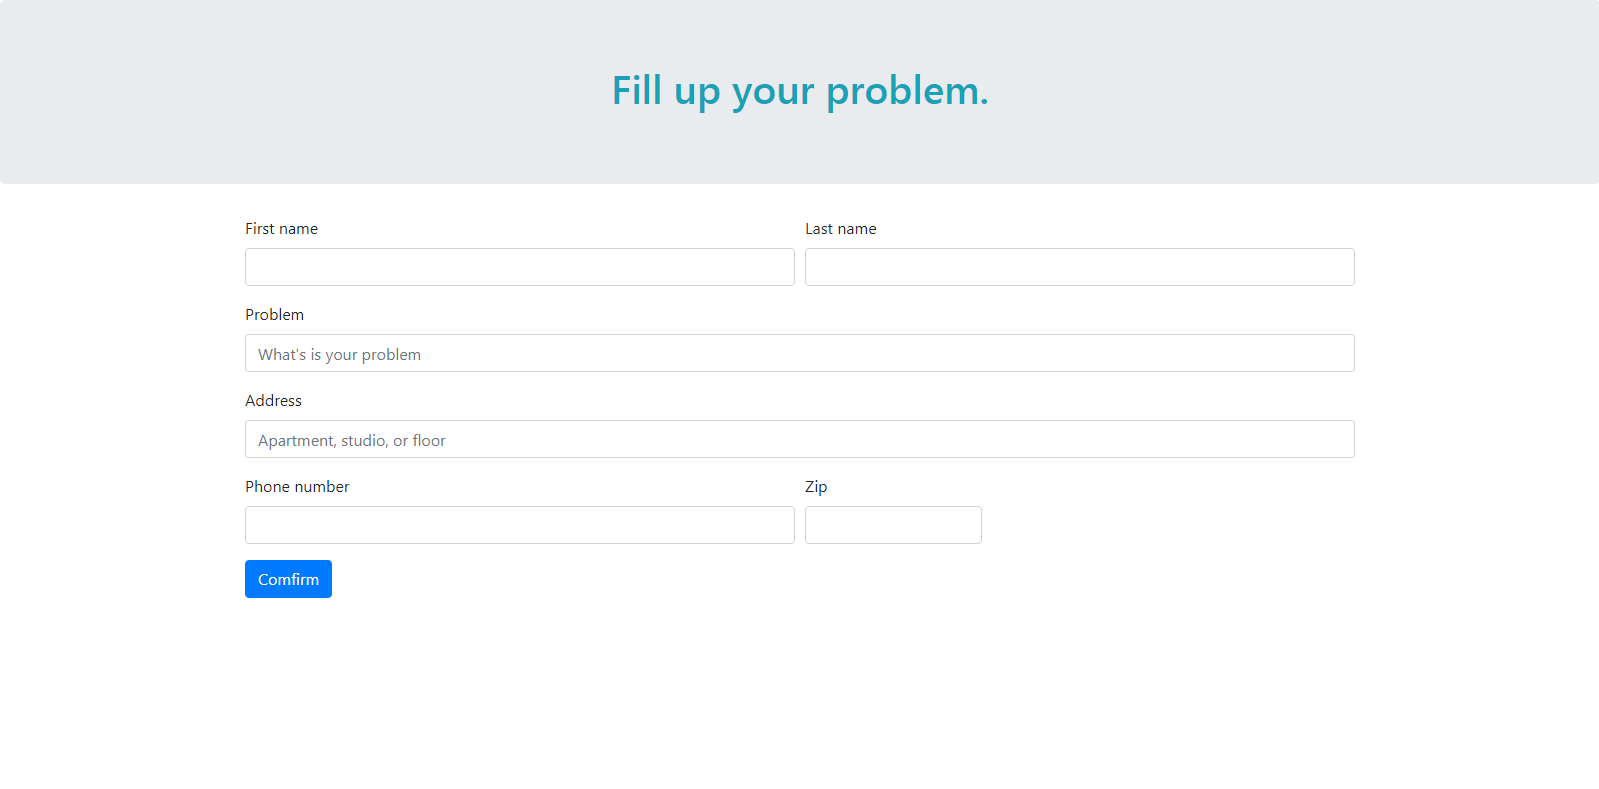 Fill up your problem.
First name Last name
Problem
What's is your problem
Address
Apartment, studio, or floor
Phone number Zip
Comfirm